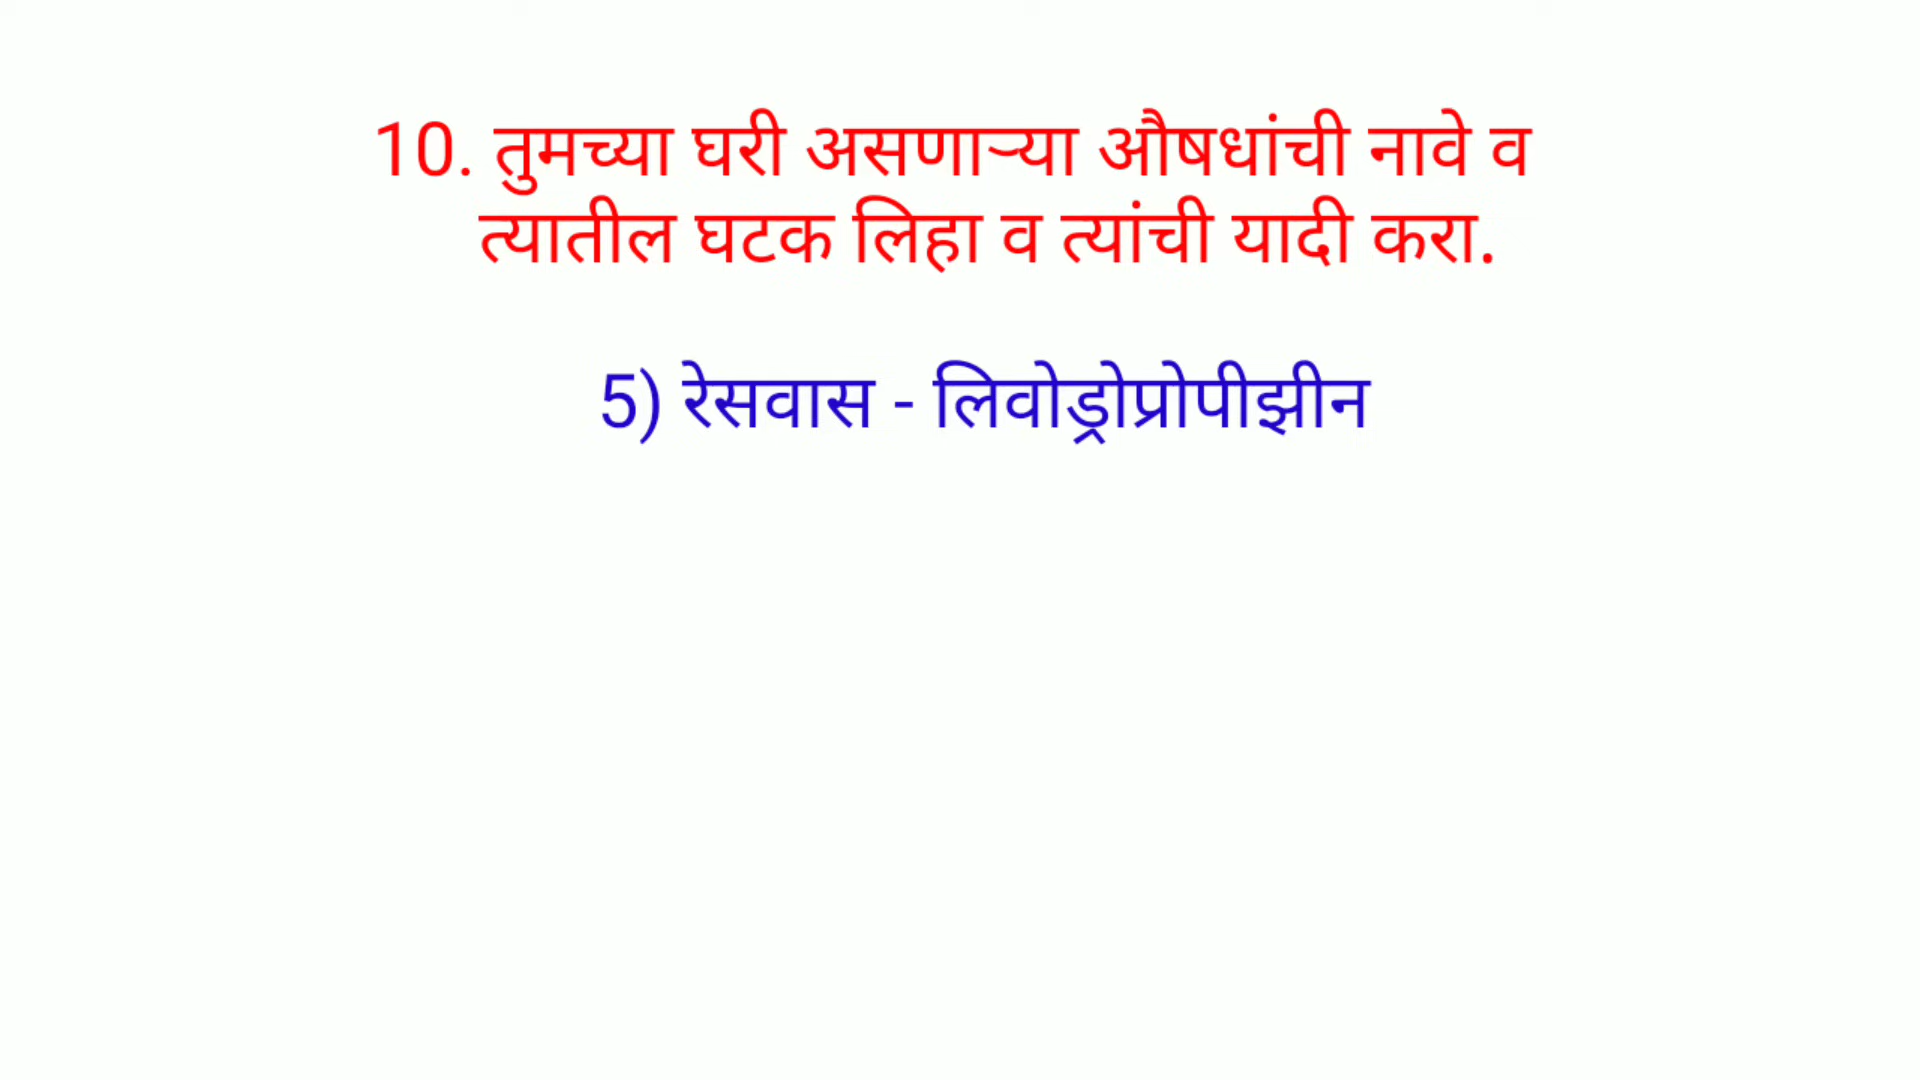 10. तुमच्या घरी असणाऱ्या औषधांची नावे व
त्यातील घटक लिहा व त्यांची यादी करा.
5) रेसवास - लिवोड्रोप्रोपीझीन